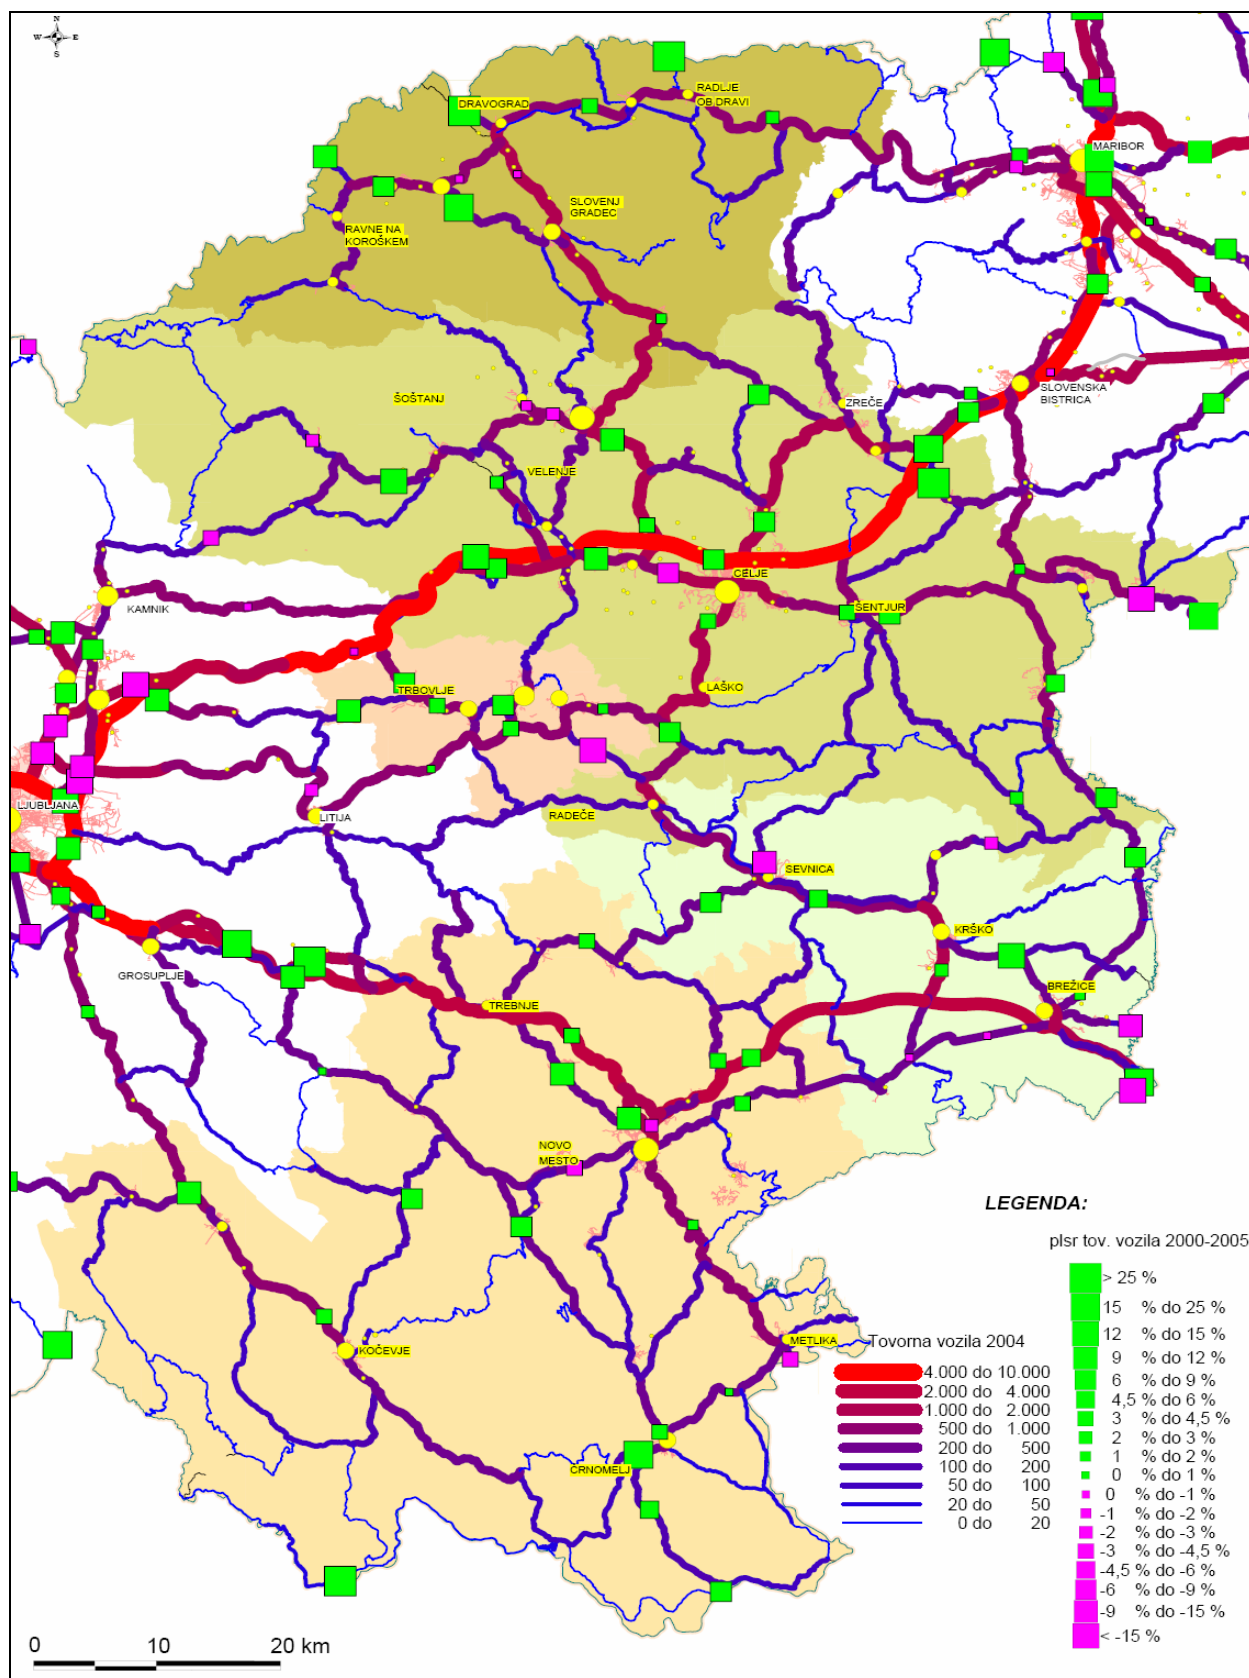 N
W E
S
RADLJE
OB DRAVI
DRAVOGRAD
MARIBOR
SLOVENJ
GRADEC
RAVNE NA
KOROŠKEM
SLOVENSKA
BISTRICA
ŠOŠTANJ
ZREČE
VELENJE
CELJE
KAMNIK
ŠENTJUR
TRBOVLJE
LAŠKO
LJUBLJANA
LITIJA
RADEČE
SEVNICA
KRŠKO
GROSUPLJE
BREŽICE
TREBNJE
NOVO
MESTO
METLIKA
KOČEVJE
ČRNOMELJ
LEGENDA:
plsr tov. vozila 2000-2005
> 25 %
15 % do 25 %
12 % do 15 %
9 % do 12 %
6 % do 9 %
4,5 % do 6 %
3 % do 4,5 %
2 % do 3 %
1 % do 2 %
0 % do 1 %
0 % do -1 %
-1 % do -2 %
-2 % do -3 %
-3 % do -4,5 %
-4,5 % do -6 %
-6 % do -9 %
-9 % do -15 %
< -15 %
Tovorna vozila 2004
4.000 do 10.000
2.000 do 4.000
1.000 do 2.000
500 do 1.000
200 do 500
100 do 200
50 do 100
20 do 50
0 do 20
0 10 20 km